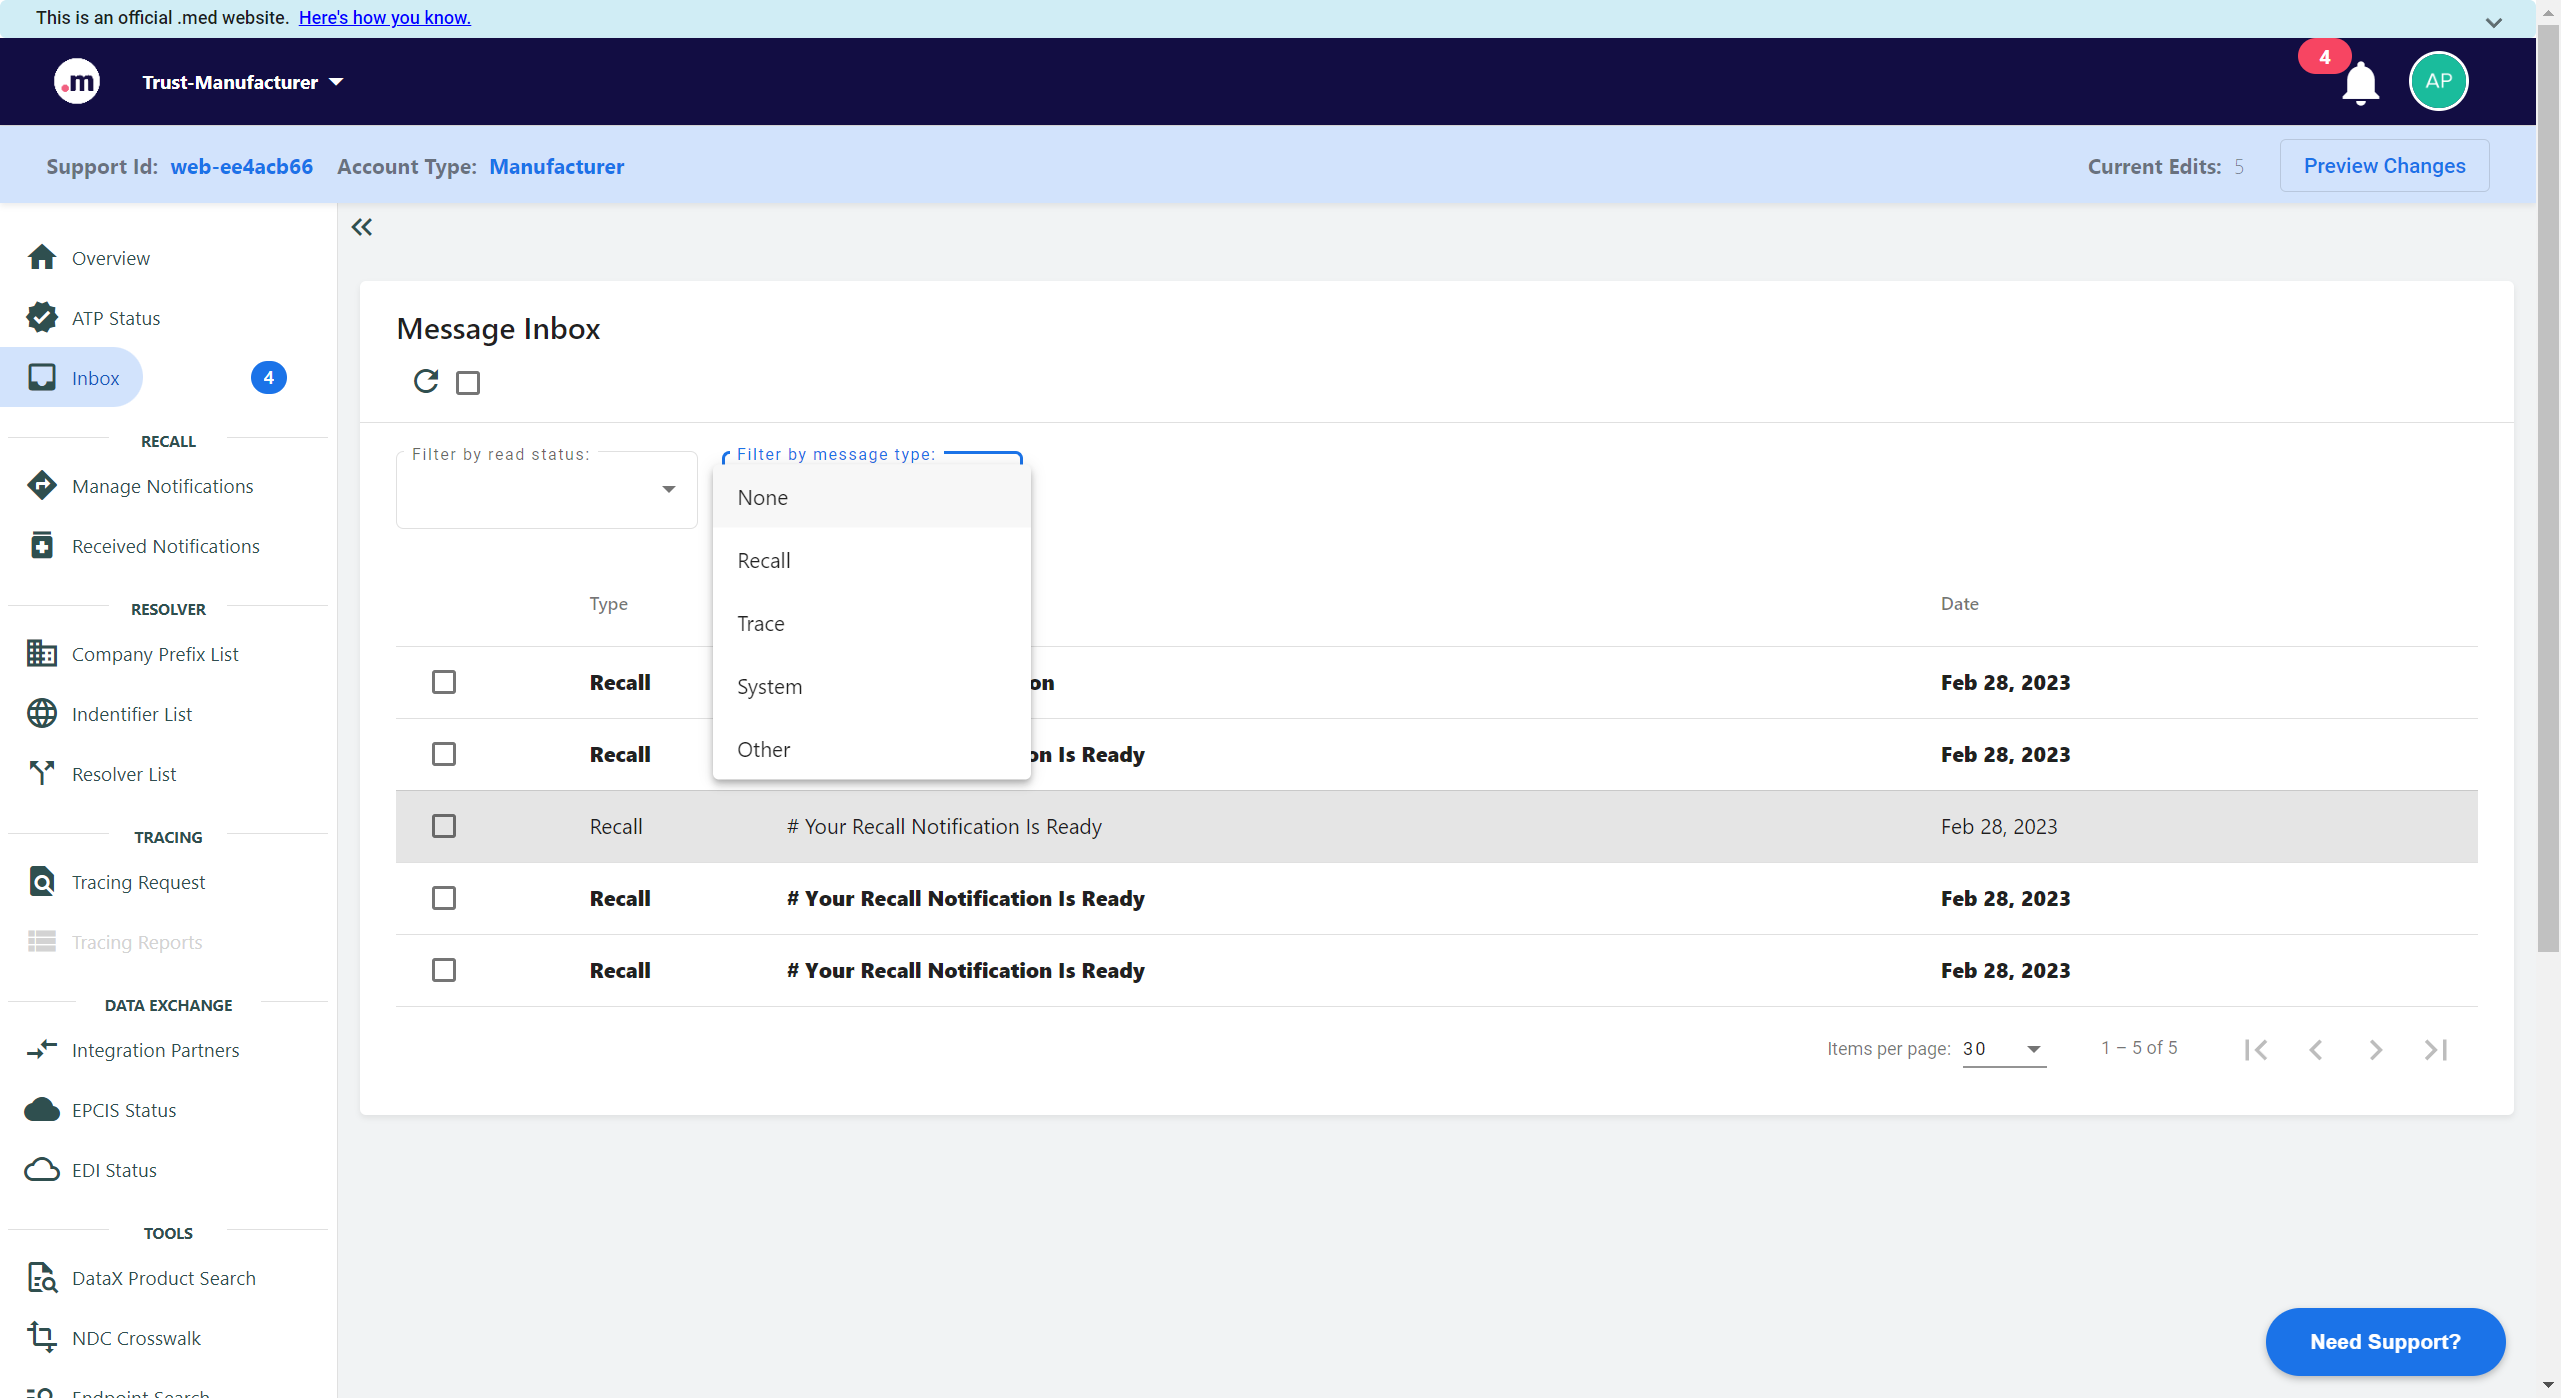 This is an official .med website. Here's how you know.
.m Trust-Manufacturer 4 AP
Support Id: web-ee4acb66 Account Type: Manufacturer Current Edits: 5 Preview Changes
Overview
ATP Status
Inbox 4
RECALL
Manage Notifications
Received Notifications
RESOLVER
Company Prefix List
Indentifier List
Resolver List
TRACING
Tracing Request
Tracing Reports
DATA EXCHANGE
Integration Partners
EPCIS Status
EDI Status
TOOLS
DataX Product Search
NDC Crosswalk
Endpoint Search
Message Inbox
Filter by read status: Filter by message type:
None
Recall
Trace
System
Other
Type Date
Recall on Feb 28, 2023
Recall on Is Ready Feb 28, 2023
Recall # Your Recall Notification Is Ready Feb 28, 2023
Recall # Your Recall Notification Is Ready Feb 28, 2023
Recall # Your Recall Notification Is Ready Feb 28, 2023
Items per page: 30 1 – 5 of 5
Need Support?